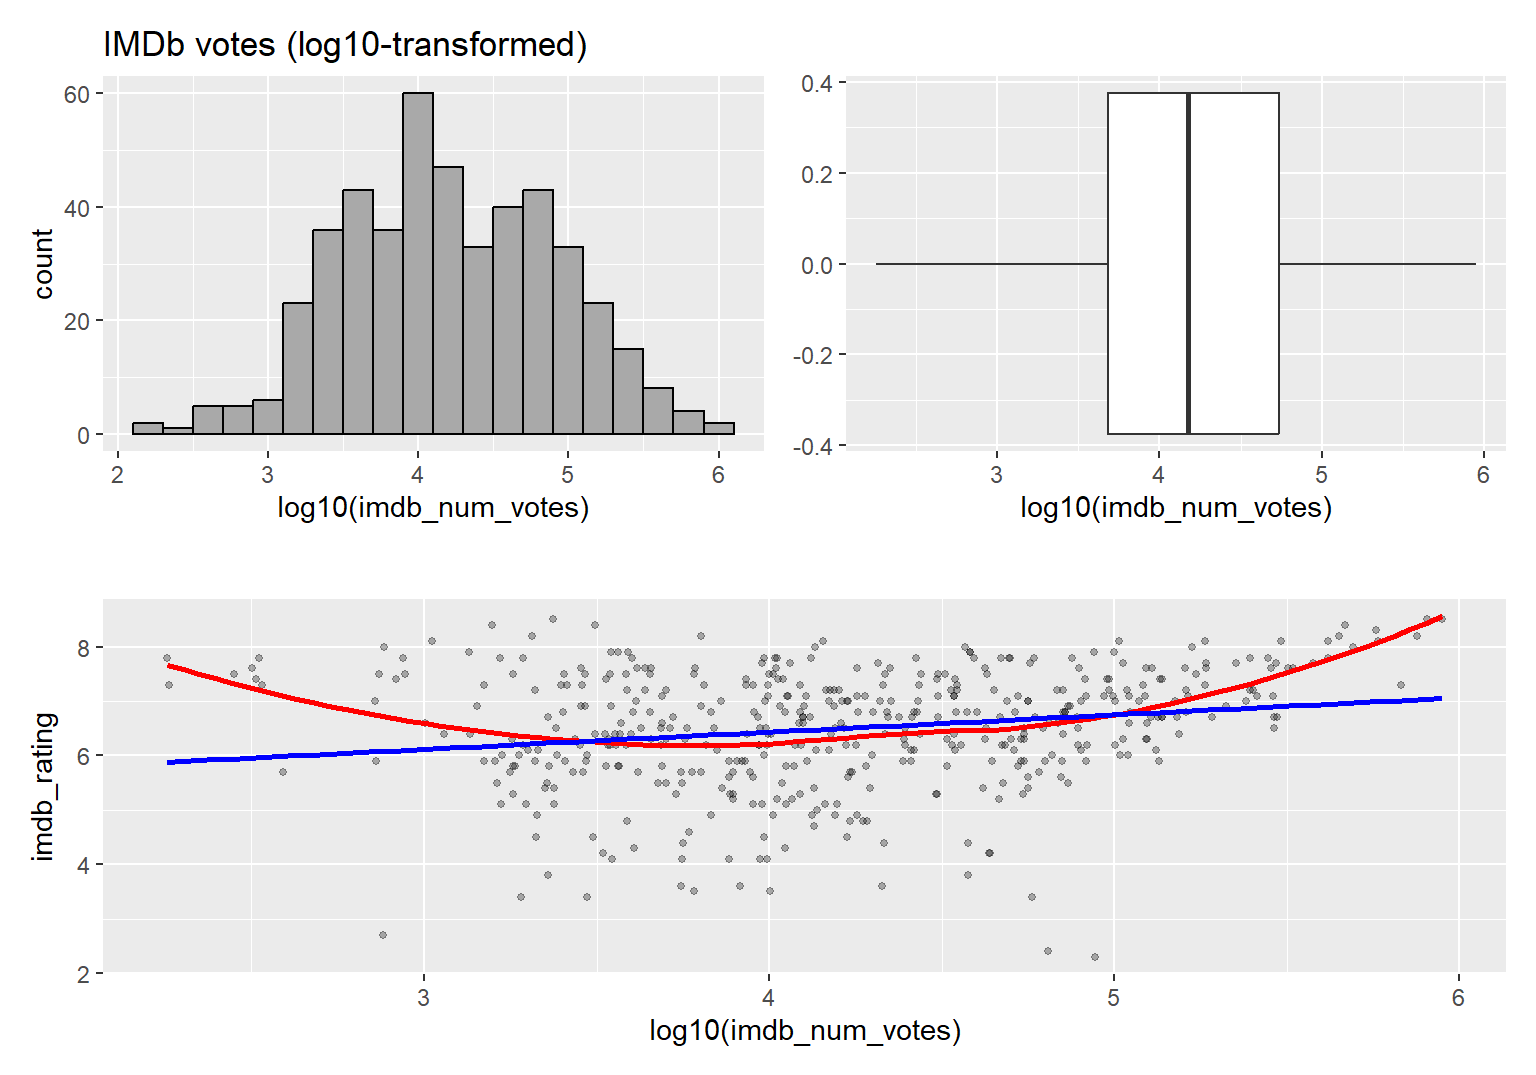 IMDb votes (log10-transformed)
60
40
20
0
count
2 3 4 5 6
log10(imdb_num_votes)
0.4
0.2
0.0
-0.2
-0.4
3 4 5 6
log10(imdb_num_votes)
8
6
4
2
imdb_rating
3 4 5 6
log10(imdb_num_votes)